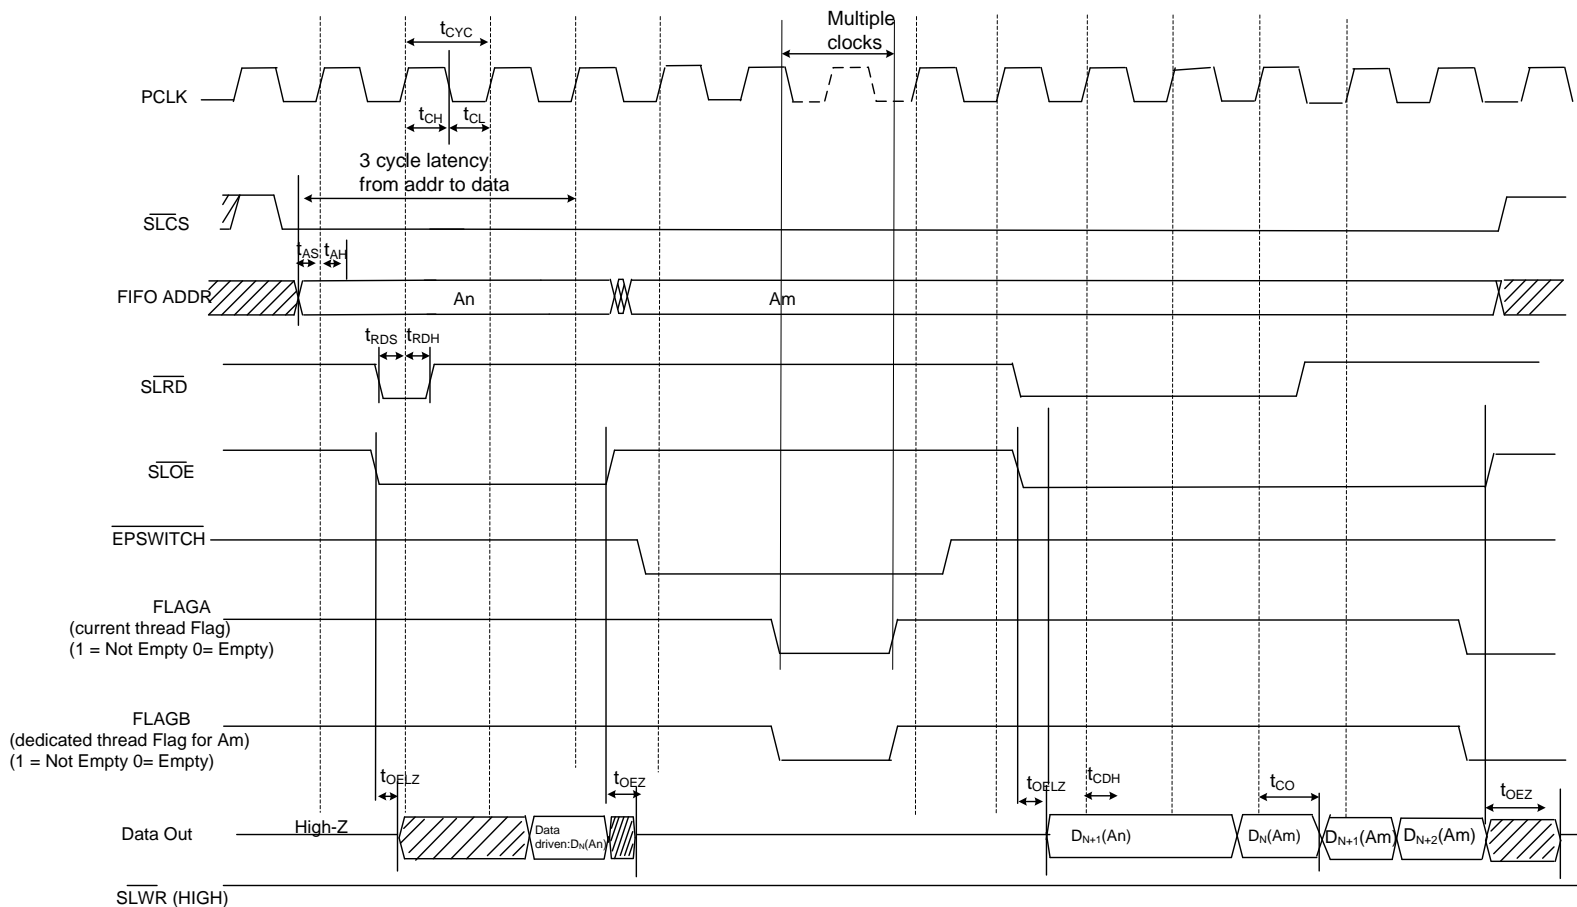 Multiple
clocks
tCYC
PCLK
tCH
tCL
3 cycle latency
from addr to data
SLCS
tAS
tAH
FIFO ADDR
An
Am
tRDS
tRDH
SLRD
SLOE
EPSWITCH
FLAGA
(current thread Flag)
(1 = Not Empty 0= Empty)
FLAGB
(dedicated thread Flag for Am)
(1 = Not Empty 0= Empty)
tOELZ
tOEZ
tOELZ
tCDH
tCO
tOEZ
Data Out
High-Z
Data
driven:DN(An)
DN+1(An)
DN(Am)
DN+1(Am)
DN+2(Am)
SLWR (HIGH)